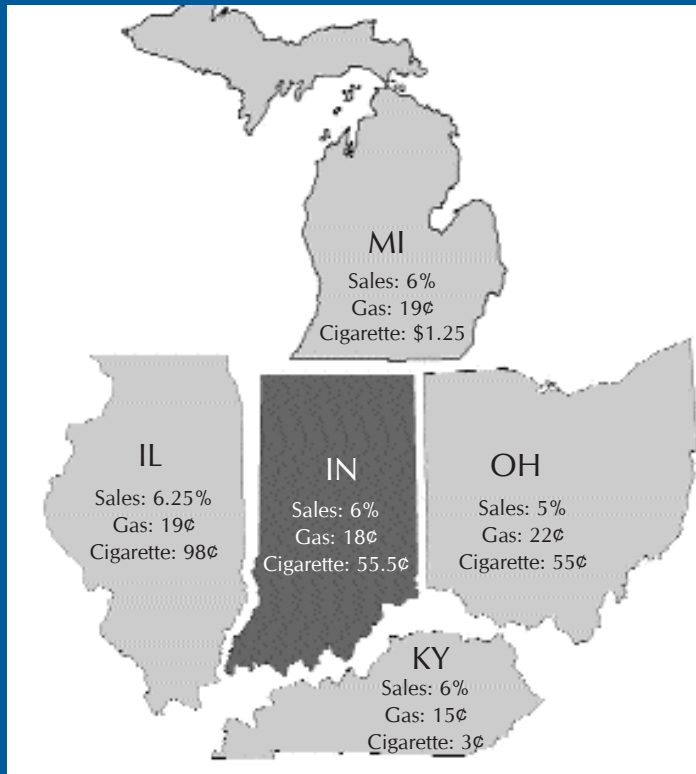 MI
Sales: 6%
Gas: 19¢
Cigarette: $1.25
IL
Sales: 6.25%
Gas: 19¢
Cigarette: 98¢
IN
Sales: 6%
Gas: 18¢
Cigarette: 55.5¢
OH
Sales: 5%
Gas: 22¢
Cigarette: 55¢
KY
Sales: 6%
Gas: 15¢
Cigarette: 3¢